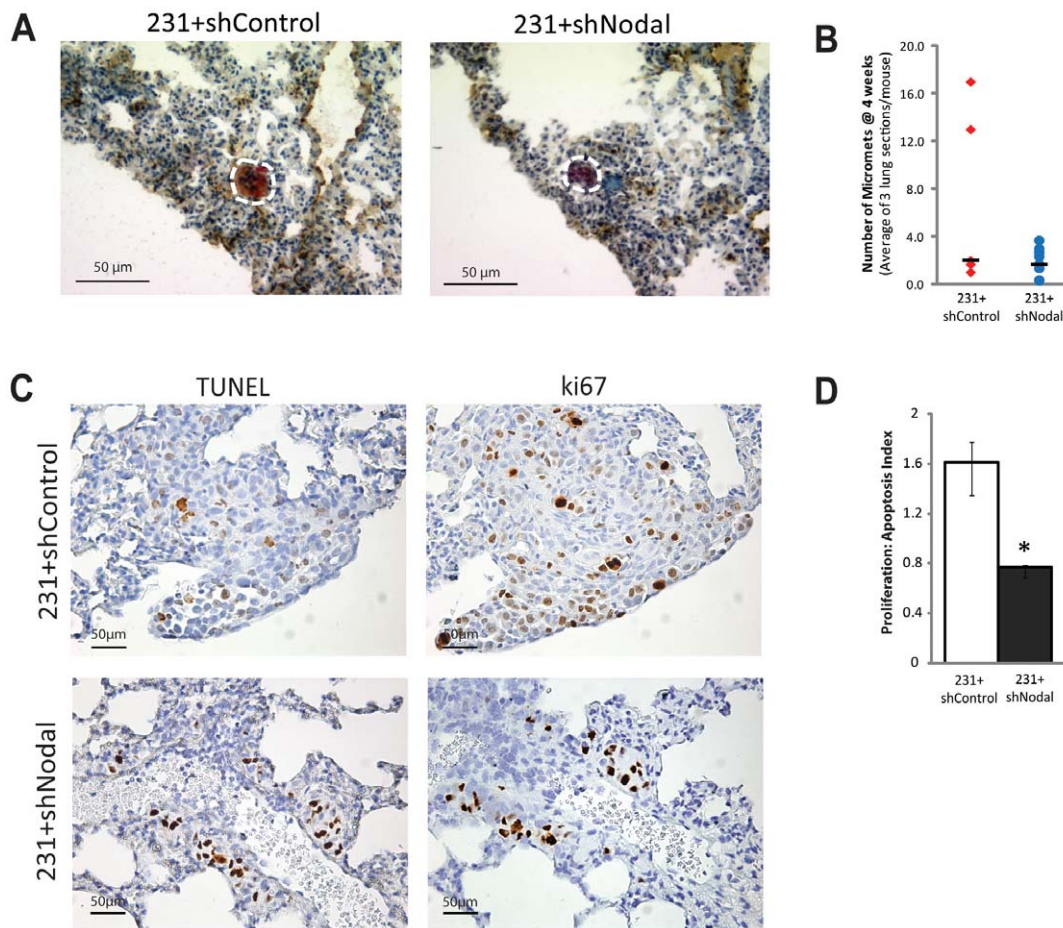 A
231+shControl
231+shNodal
50 µm
50 µm
B
Number of Micromets @ 4 weeks
(Average of 3 lung sections/mouse)
20.0
16.0
12.0
8.0
4.0
0.0
231+
shControl
231+
shNodal
C
TUNEL
ki67
231+shControl
50µm
50µm
231+shNodal
50µm
50µm
D
Proliferation: Apoptosis Index
2
1.6
1.2
0.8
0.4
0
*
231+
shControl
231+
shNodal